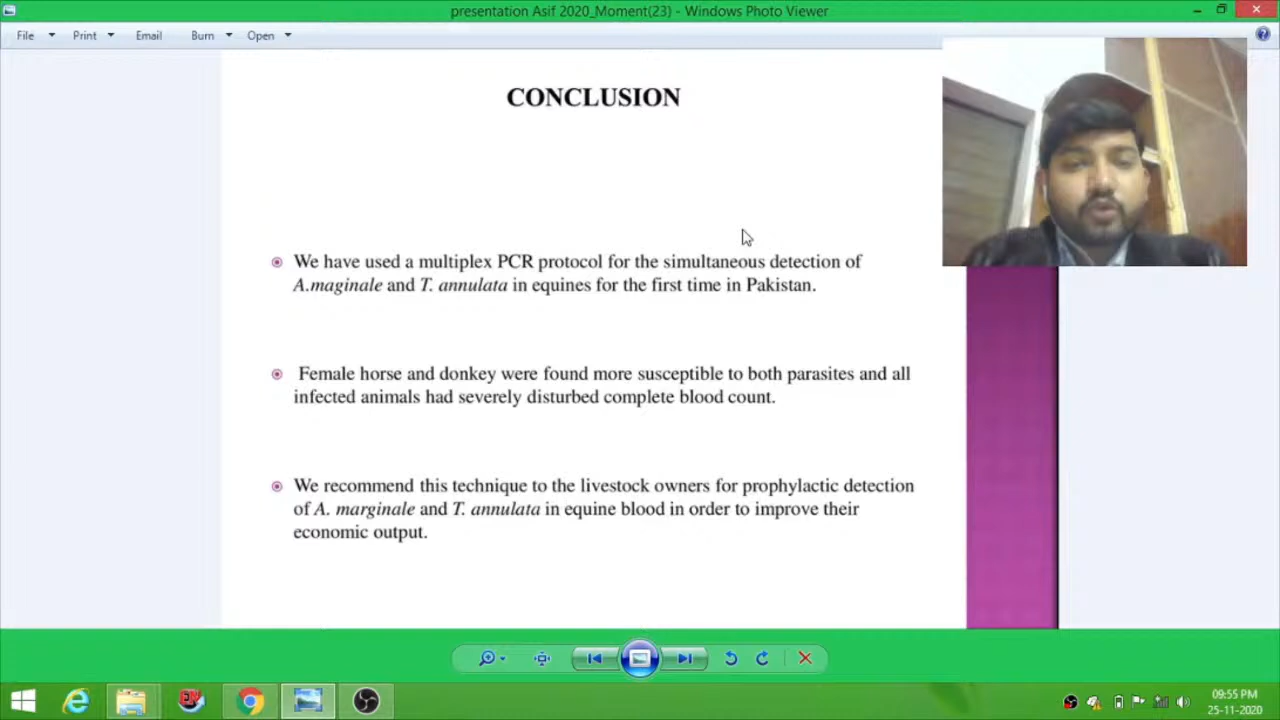 presentation Asif 2020_Moment(23) - Windows Photo Viewer
File Print Email Burn Open
CONCLUSION
We have used a multiplex PCR protocol for the simultaneous detection of
A.maginale and T. annulata in equines for the first time in Pakistan.
Female horse and donkey were found more susceptible to both parasites and all
infected animals had severely disturbed complete blood count.
We recommend this technique to the livestock owners for prophylactic detection
of A. marginale and T. annulata in equine blood in order to improve their
economic output.
09:55 PM
25-11-2020